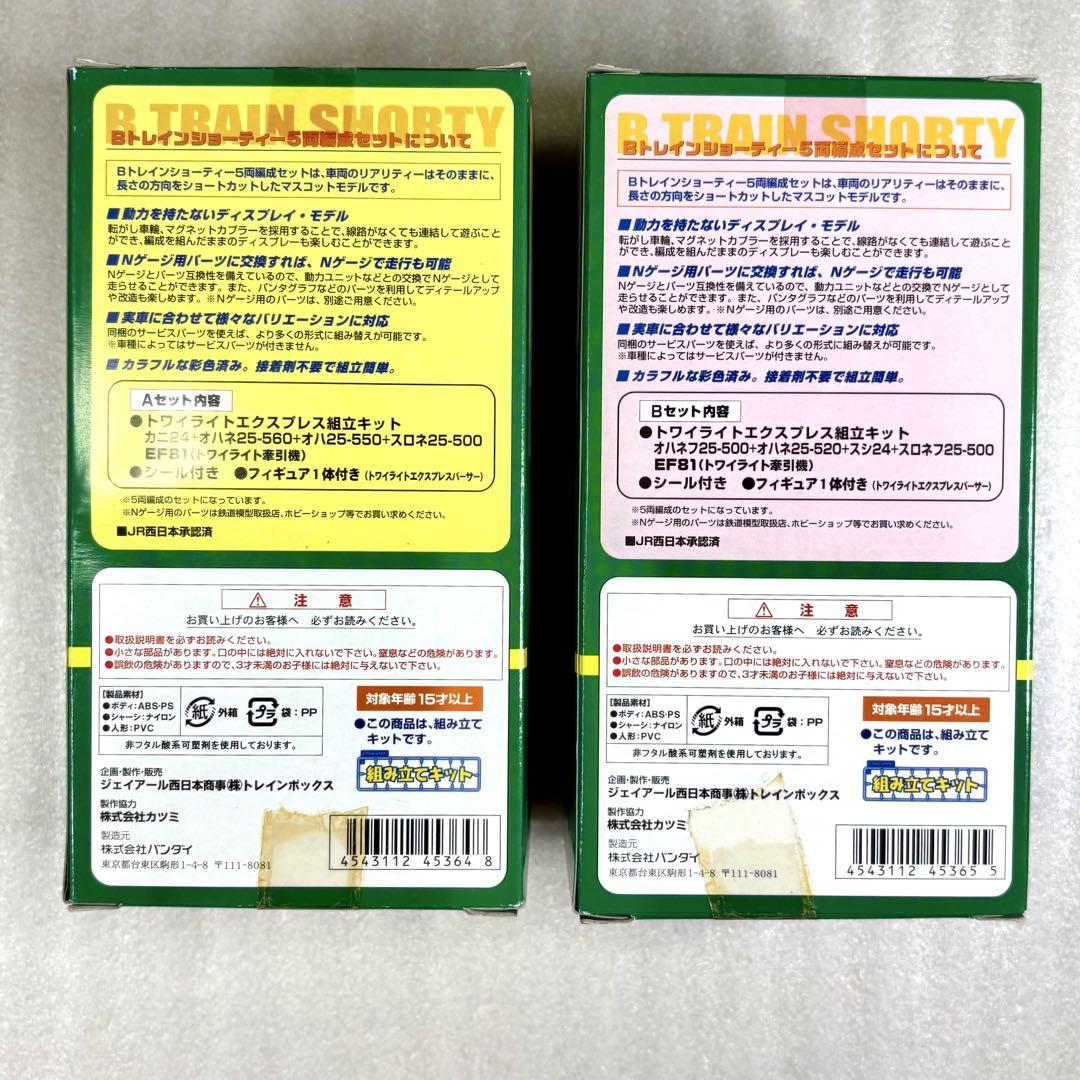 B TRAIN SHORTY
Bトレインショーティー5両編成セットについて
Bトレインショーティー5両編成セットは、車両のリアリティーはそのままに、
長さの方向をショートカットしたマスコットモデルです。
■動力を持たないディスプレイ・モデル
転がし車輪、マグネットカプラーを採用することで、線路がなくても連結して遊ぶこと
ができ、編成を組んだままのディスプレーも楽しむことができます。
■Nゲージ用パーツに交換すれば、Nゲージで走行も可能
Nゲージとパーツ互換性を備えているので、動力ユニットなどとの交換でNゲージとして
走らせることができます。また、パンタグラフなどのパーツを利用してディテールアップ
や改造も楽しめます。※Nゲージ用のパーツは、別途ご用意ください。
■実車に合わせて様々なバリエーションに対応
同梱のサービスパーツを使えば、より多くの形式に組み替えが可能です。
※車種によってはサービスパーツが付きません。
■カラフルな彩色済み。接着剤不要で組立簡単。
Aセット内容
●トワイライトエクスプレス組立キット
カニ24+オハネ25-560+オハ25-550+スロネ25-500
EF81(トワイライト牽引機)
●シール付き ●フィギュア1体付き(トワイライトエクスプレスパーサー)
※5両編成のセットになっています。
※Nゲージ用のパーツは鉄道模型取扱店、ホビーショップ等でお買い求めください。
■JR西日本承認済
⚠ 注意
お買い上げのお客様へ 必ずお読みください。
●取扱説明書を必ずお読みください。
●小さな部品があります。口の中には絶対に入れないで下さい。窒息などの危険があります。
●誤飲の危険がありますので、3才未満のお子様には絶対に与えないで下さい。
【製品素材】
●ボディ:ABS・PS
●シャーシ:ナイロン
●人形:PVC
紙 外箱 プラ 袋:PP
非フタル酸系可塑剤を使用しております。
対象年齢15才以上
●この商品は、組み立て
キットです。
組み立てキット
企画・製作・販売
ジェイアール西日本商事(株)トレインボックス
製作協力
株式会社カツミ
製造元
株式会社バンダイ
東京都台東区駒形1-4-8 〒111-8081
4543112 45364 8
B TRAIN SHORTY
Bトレインショーティー5両編成セットについて
Bトレインショーティー5両編成セットは、車両のリアリティーはそのままに、
長さの方向をショートカットしたマスコットモデルです。
■動力を持たないディスプレイ・モデル
転がし車輪、マグネットカプラーを採用することで、線路がなくても連結して遊ぶこと
ができ、編成を組んだままのディスプレーも楽しむことができます。
■Nゲージ用パーツに交換すれば、Nゲージで走行も可能
Nゲージとパーツ互換性を備えているので、動力ユニットなどとの交換でNゲージとして
走らせることができます。また、パンタグラフなどのパーツを利用してディテールアップ
や改造も楽しめます。※Nゲージ用のパーツは、別途ご用意ください。
■実車に合わせて様々なバリエーションに対応
同梱のサービスパーツを使えば、より多くの形式に組み替えが可能です。
※車種によってはサービスパーツが付きません。
■カラフルな彩色済み。接着剤不要で組立簡単。
Bセット内容
●トワイライトエクスプレス組立キット
オハネフ25-500+オハネ25-520+スシ24+スロネフ25-500
EF81(トワイライト牽引機)
●シール付き ●フィギュア1体付き(トワイライトエクスプレスパーサー)
※5両編成のセットになっています。
※Nゲージ用のパーツは鉄道模型取扱店、ホビーショップ等でお買い求めください。
■JR西日本承認済
⚠ 注意
お買い上げのお客様へ 必ずお読みください。
●取扱説明書を必ずお読みください。
●小さな部品があります。口の中には絶対に入れないで下さい。窒息などの危険があります。
●誤飲の危険がありますので、3才未満のお子様には絶対に与えないで下さい。
【製品素材】
●ボディ:ABS・PS
●シャーシ:ナイロン
●人形:PVC
紙 外箱 プラ 袋:PP
非フタル酸系可塑剤を使用しております。
対象年齢15才以上
●この商品は、組み立て
キットです。
組み立てキット
企画・製作・販売
ジェイアール西日本商事(株)トレインボックス
製作協力
株式会社カツミ
製造元
株式会社バンダイ
東京都台東区駒形1-4-8 〒111-8081
4543112 45365 5